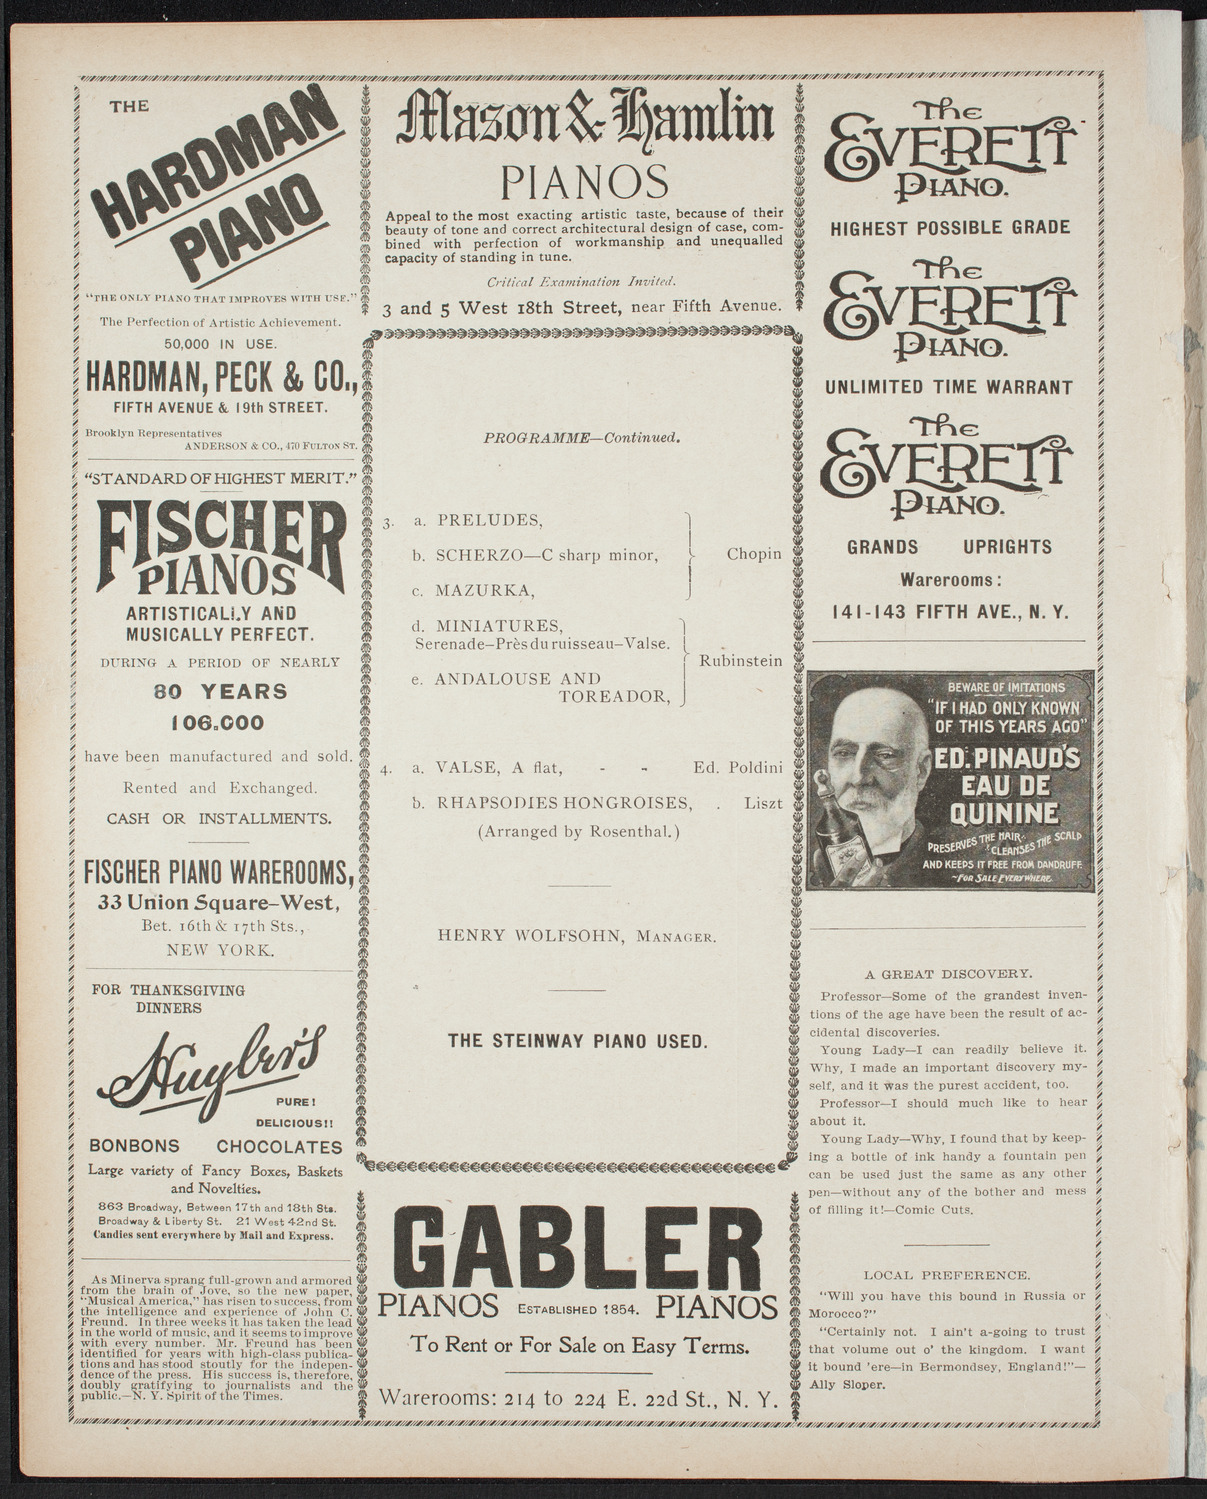 THE
HARDMAN
PIANO
"THE ONLY PIANO THAT IMPROVES WITH USE."
The Perfection of Artistic Achievement.
50,000 IN USE.
HARDMAN, PECK & CO.,
FIFTH AVENUE & 19th STREET.
Brooklyn Representatives
ANDERSON & CO., 470 FULTON ST.
"STANDARD OF HIGHEST MERIT."
FISCHER
PIANOS
ARTISTICALLY AND
MUSICALLY PERFECT.
DURING A PERIOD OF NEARLY
80 YEARS
106.000
have been manufactured and sold.
Rented and Exchanged.
CASH OR INSTALLMENTS.
FISCHER PIANO WAREROOMS,
33 Union Square-West,
Bet. 16th & 17th Sts.,
NEW YORK.
FOR THANKSGIVING
DINNERS
Huyler's
PURE!
DELICIOUS!!
BONBONS CHOCOLATES
Large variety of Fancy Boxes, Baskets
and Novelties.
863 Broadway, Between 17th and 18th Sts.
Broadway & Liberty St. 21 West 42nd St.
Candies sent everywhere by Mail and Express.
As Minerva sprang full-grown and armored
from the brain of Jove, so the new paper,
"Musical America," has risen to success, from
the intelligence and experience of John C.
Freund. In three weeks it has taken the lead
in the world of music, and it seems to improve
with every number. Mr. Freund has been
identified for years with high-class publica-
tions and has stood stoutly for the indepen-
dence of the press. His success is, therefore,
doubly gratifying to journalists and the
public.—N. Y. Spirit of the Times.
Mason & Hamlin
PIANOS
Appeal to the most exacting artistic taste, because of their
beauty of tone and correct architectural design of case, com-
bined with perfection of workmanship and unequalled
capacity of standing in tune.
Critical Examination Invited.
3 and 5 West 18th Street, near Fifth Avenue.
PROGRAMME—Continued.
3. a. PRELUDES,
b. SCHERZO—C sharp minor, Chopin
c. MAZURKA,
d. MINIATURES,
Serenade–Près du ruisseau–Valse.
Rubinstein
e. ANDALOUSE AND
TOREADOR,
4. a. VALSE, A flat, - - Ed. Poldini
b. RHAPSODIES HONGROISES, . Liszt
(Arranged by Rosenthal.)
HENRY WOLFSOHN, MANAGER.
THE STEINWAY PIANO USED.
GABLER
PIANOS ESTABLISHED 1854. PIANOS
To Rent or For Sale on Easy Terms.
Warerooms: 214 to 224 E. 22d St., N. Y.
The
EVERETT
PIANO.
HIGHEST POSSIBLE GRADE
The
EVERETT
PIANO.
UNLIMITED TIME WARRANT
The
EVERETT
PIANO.
GRANDS UPRIGHTS
Warerooms:
141-143 FIFTH AVE., N. Y.
BEWARE OF IMITATIONS
"IF I HAD ONLY KNOWN
OF THIS YEARS AGO"
ED. PINAUD'S
EAU DE
QUININE
PRESERVES THE HAIR
CLEANSES THE SCALP
AND KEEPS IT FREE FROM DANDRUFF.
~FOR SALE EVERYWHERE.
A GREAT DISCOVERY.
Professor—Some of the grandest inven-
tions of the age have been the result of ac-
cidental discoveries.
Young Lady—I can readily believe it.
Why, I made an important discovery my-
self, and it was the purest accident, too.
Professor—I should much like to hear
about it.
Young Lady—Why, I found that by keep-
ing a bottle of ink handy a fountain pen
can be used just the same as any other
pen—without any of the bother and mess
of filling it!—Comic Cuts.
LOCAL PREFERENCE.
"Will you have this bound in Russia or
Morocco?"
"Certainly not. I ain't a-going to trust
that volume out o' the kingdom. I want
it bound 'ere—in Bermondsey, England!"—
Ally Sloper.